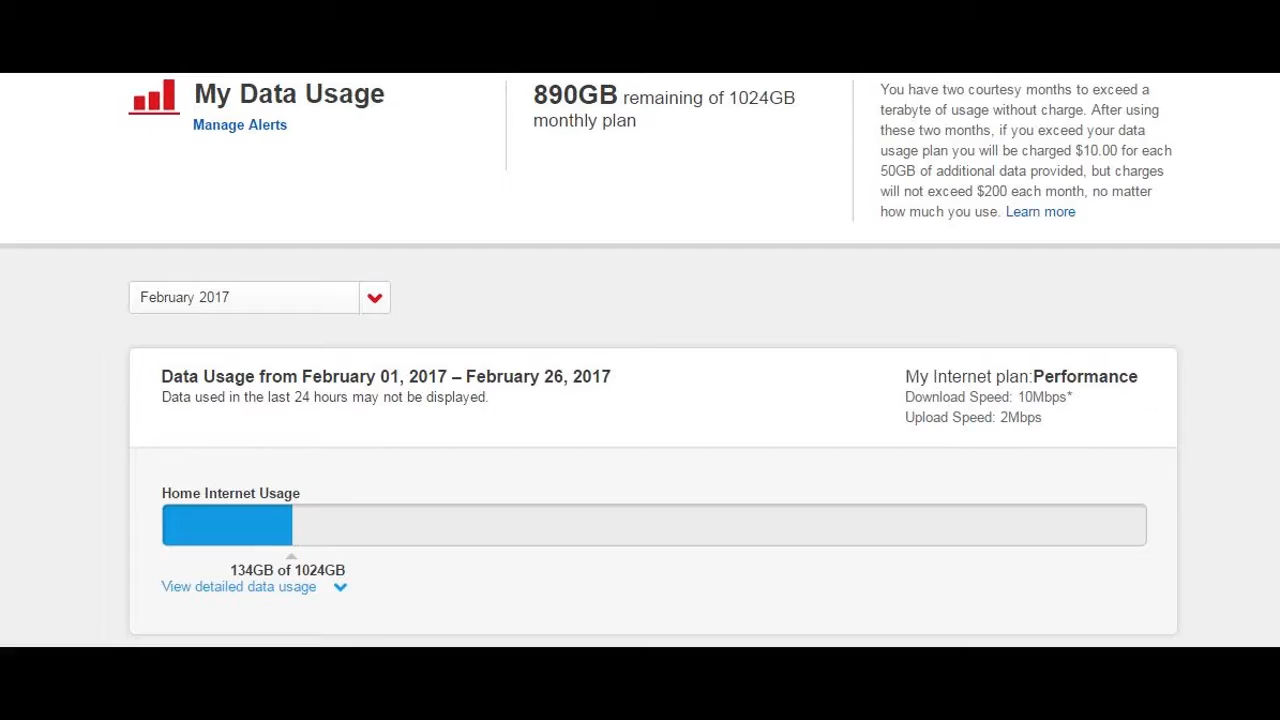 My Data Usage
Manage Alerts
890GB remaining of 1024GB
monthly plan
You have two courtesy months to exceed a
terabyte of usage without charge. After using
these two months, if you exceed your data
usage plan you will be charged $10.00 for each
50GB of additional data provided, but charges
will not exceed $200 each month, no matter
how much you use. Learn more
February 2017
Data Usage from February 01, 2017 – February 26, 2017
Data used in the last 24 hours may not be displayed.
My Internet plan:Performance
Download Speed: 10Mbps*
Upload Speed: 2Mbps
Home Internet Usage
134GB of 1024GB
View detailed data usage